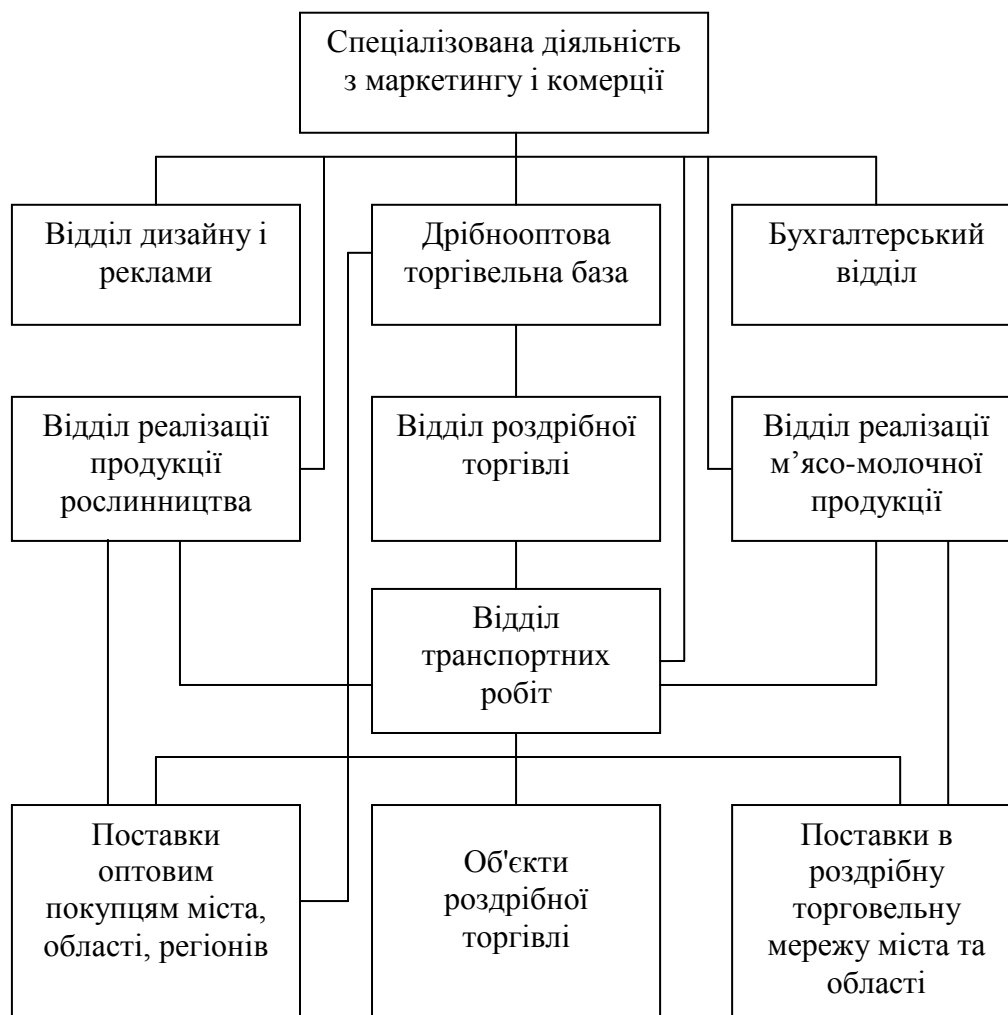 Спеціалізована діяльність
з маркетингу і комерції
Відділ дизайну і
реклами
Дрібнооптова
торгівельна база
Бухгалтерський
відділ
Відділ реалізації
продукції
рослинництва
Відділ роздрібної
торгівлі
Відділ реалізації
м’ясо-молочної
продукції
Відділ
транспортних
робіт
Поставки
оптовим
покупцям міста,
області, регіонів
Об'єкти
роздрібної
торгівлі
Поставки в
роздрібну
торговельну
мережу міста та
області